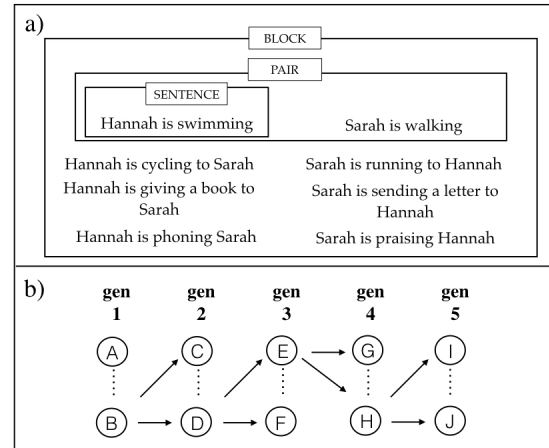 a)
BLOCK
PAIR
SENTENCE
Hannah is swimming
Sarah is walking
Hannah is cycling to Sarah
Sarah is running to Hannah
Hannah is giving a book to
Sarah
Sarah is sending a letter to
Hannah
Hannah is phoning Sarah
Sarah is praising Hannah
b)
gen gen gen gen gen
1 2 3 4 5
A C E G I
B D F H J